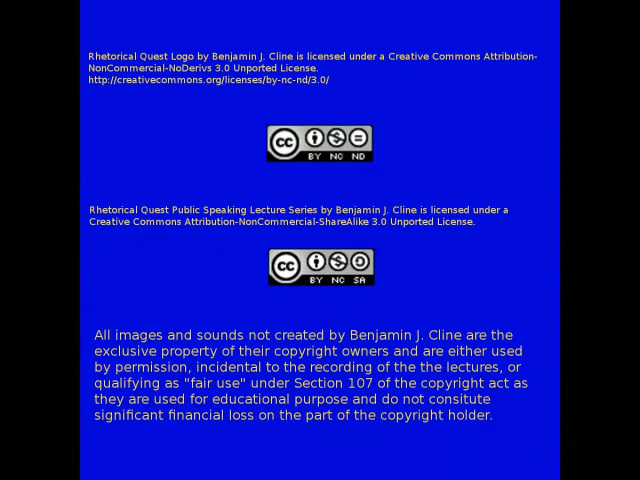 Rhetorical Quest Logo by Benjamin J. Cline is licensed under a Creative Commons Attribution-
NonCommercial-NoDerivs 3.0 Unported License.
http://creativecommons.org/licenses/by-nc-nd/3.0/
cc
BY NC ND
Rhetorical Quest Public Speaking Lecture Series by Benjamin J. Cline is licensed under a
Creative Commons Attribution-NonCommercial-ShareAlike 3.0 Unported License.
cc
BY NC SA
All images and sounds not created by Benjamin J. Cline are the
exclusive property of their copyright owners and are either used
by permission, incidental to the recording of the the lectures, or
qualifying as "fair use" under Section 107 of the copyright act as
they are used for educational purpose and do not consitute
significant financial loss on the part of the copyright holder.